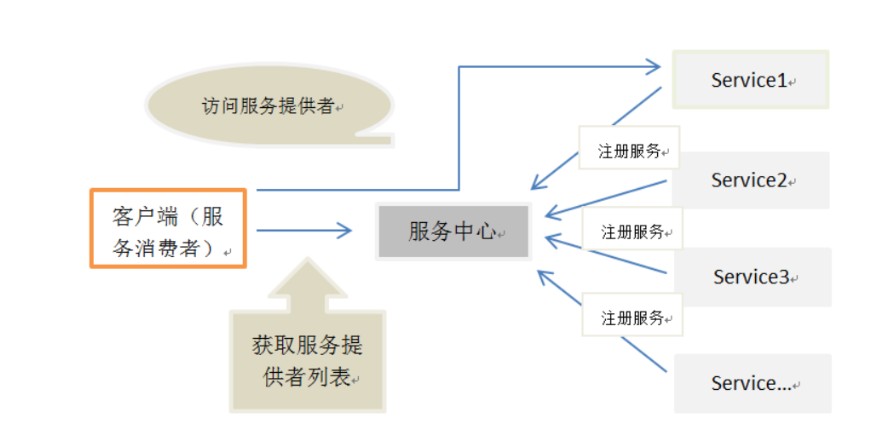 Service1
访问服务提供者
注册服务
Service2
客户端（服
务消费者）
服务中心
注册服务
Service3
注册服务
获取服务提
供者列表
Service...